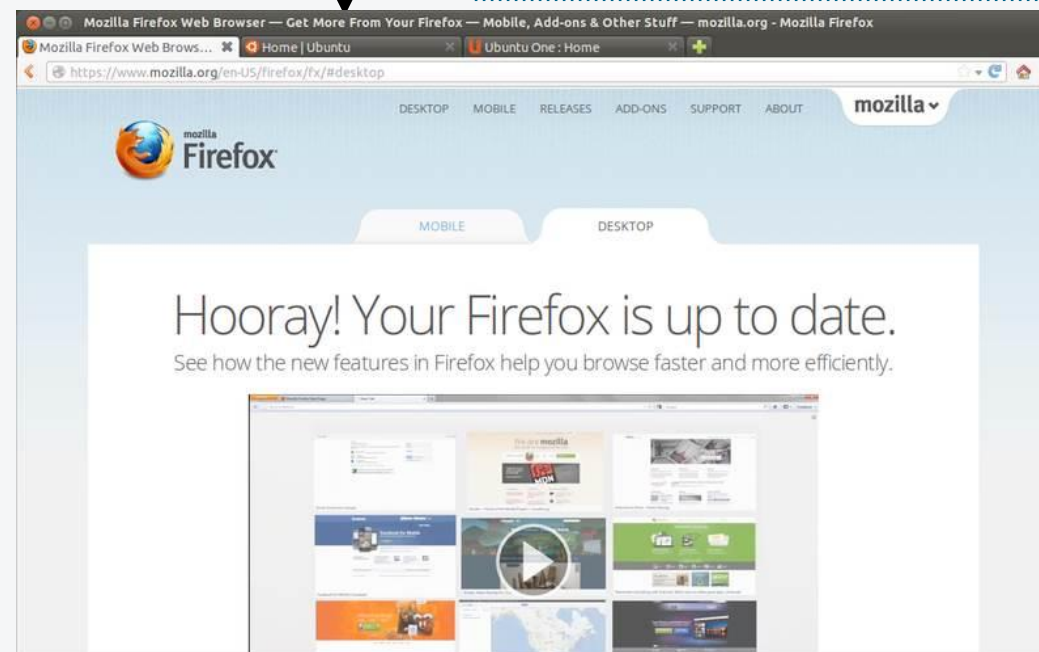 Mozilla Firefox Web Browser — Get More From Your Firefox — Mobile, Add-ons & Other Stuff — mozilla.org - Mozilla Firefox
Mozilla Firefox Web Brows... Home | Ubuntu Ubuntu One : Home
https://www.mozilla.org/en-US/firefox/fx/#desktop
DESKTOP MOBILE RELEASES ADD-ONS SUPPORT ABOUT mozilla
mozilla
Firefox
MOBILE DESKTOP
Hooray! Your Firefox is up to date.
See how the new features in Firefox help you browse faster and more efficiently.
we are mozilla